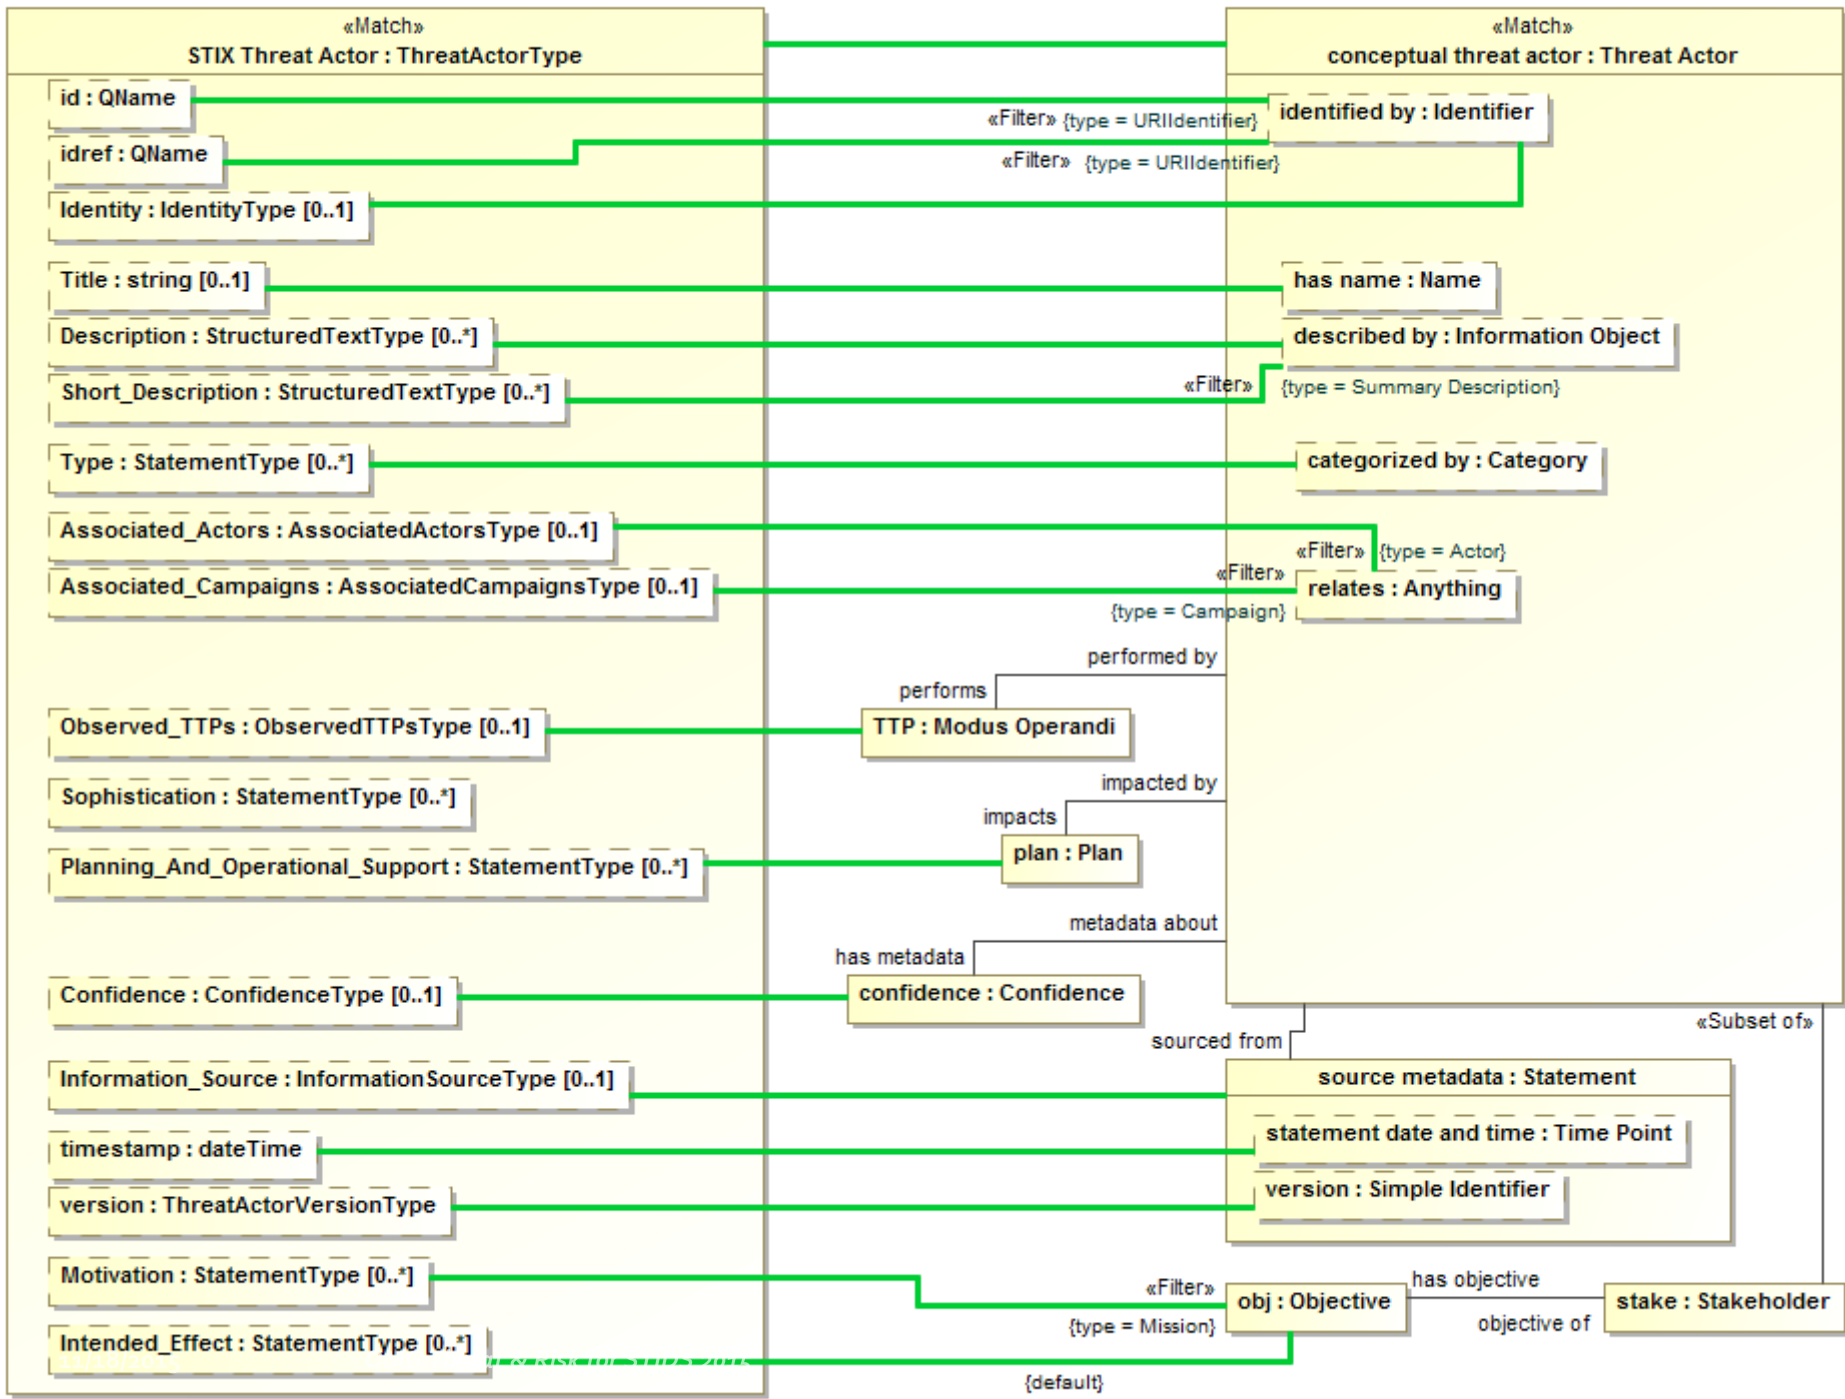 «Match»
STIX Threat Actor : ThreatActorType
«Match»
conceptual threat actor : Threat Actor
id : QName
identified by : Identifier
«Filter» {type = URIIdentifier}
idref : QName
«Filter» {type = URIIdentifier}
Identity : IdentityType [0..1]
Title : string [0..1]
has name : Name
Description : StructuredTextType [0..*]
described by : Information Object
Short_Description : StructuredTextType [0..*]
«Filter» {type = Summary Description}
Type : StatementType [0..*]
categorized by : Category
Associated_Actors : AssociatedActorsType [0..1]
«Filter» {type = Actor}
Associated_Campaigns : AssociatedCampaignsType [0..1]
«Filter»
relates : Anything
{type = Campaign}
performed by
performs
Observed_TTPs : ObservedTTPsType [0..1]
TTP : Modus Operandi
impacted by
Sophistication : StatementType [0..*]
impacts
Planning_And_Operational_Support : StatementType [0..*]
plan : Plan
metadata about
has metadata
Confidence : ConfidenceType [0..1]
confidence : Confidence
«Subset of»
sourced from
Information_Source : InformationSourceType [0..1]
source metadata : Statement
timestamp : dateTime
statement date and time : Time Point
version : ThreatActorVersionType
version : Simple Identifier
Motivation : StatementType [0..*]
«Filter»
{type = Mission}
obj : Objective
has objective
objective of
stake : Stakeholder
Intended_Effect : StatementType [0..*]
{default}